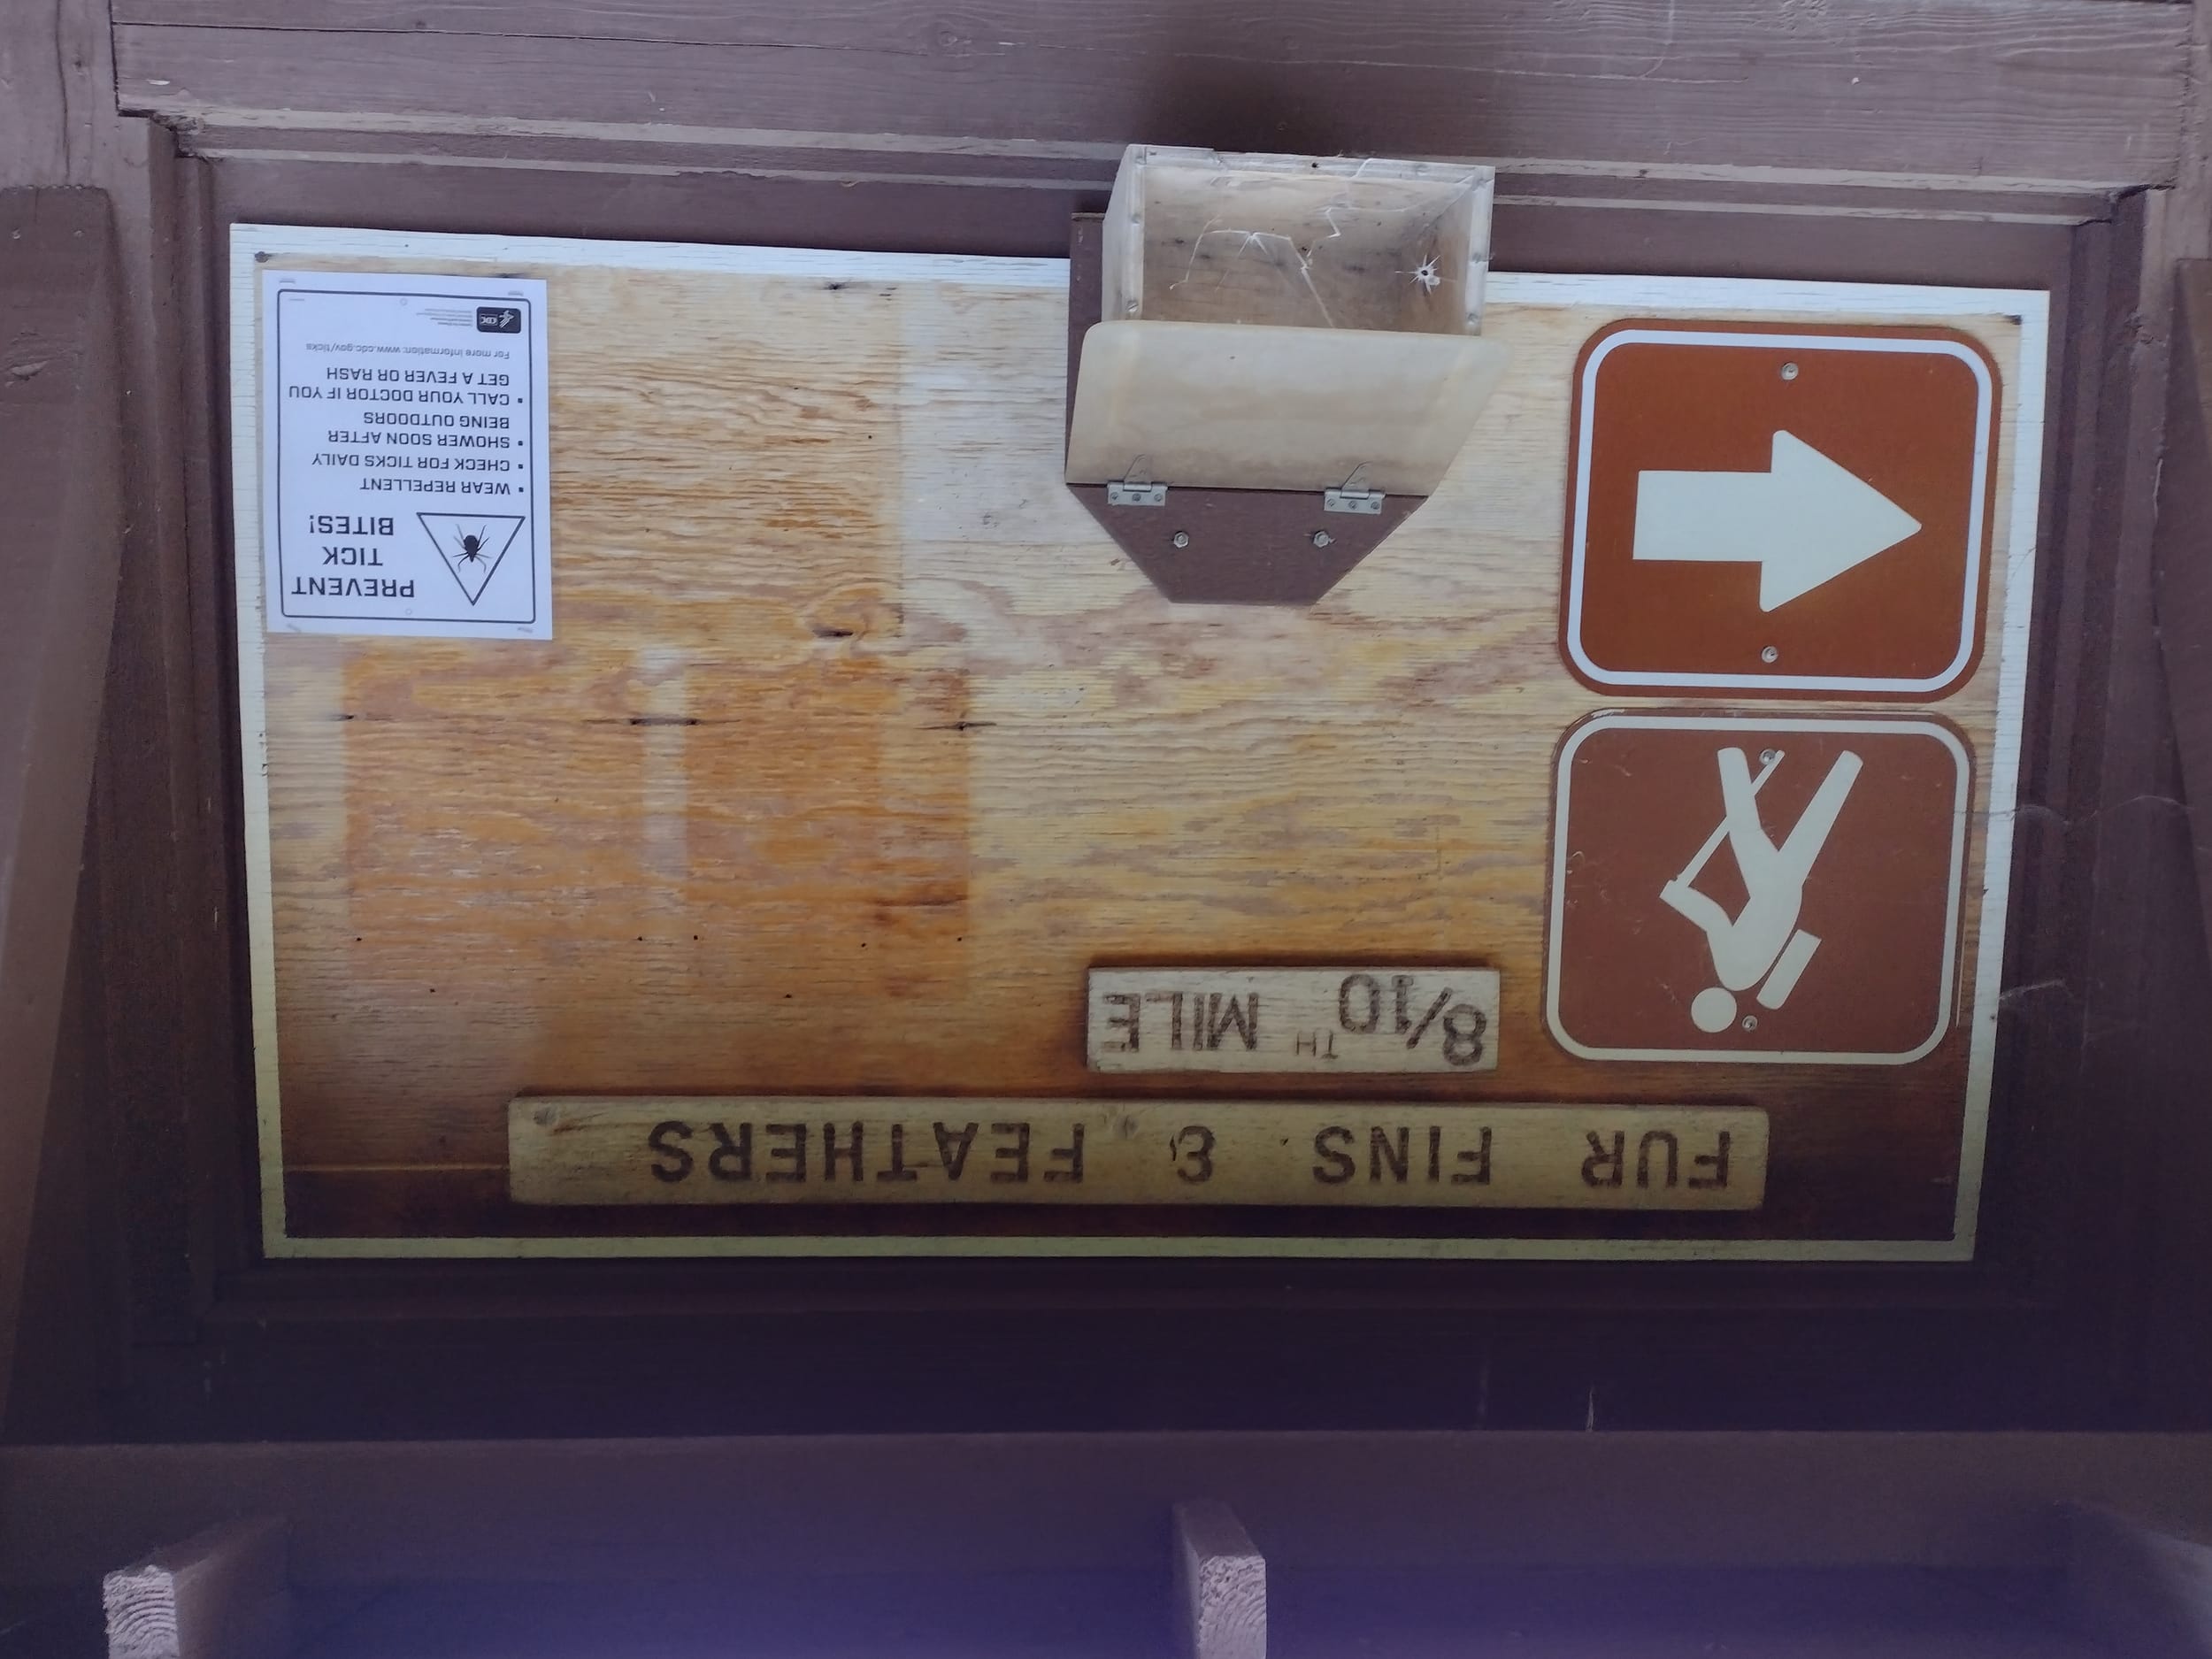 FUR FINS & FEATHERS
8/10TH MILE
PREVENT
TICK
BITES!
• WEAR REPELLENT
• CHECK FOR TICKS DAILY
• SHOWER SOON AFTER
BEING OUTDOORS
• CALL YOUR DOCTOR IF YOU
GET A FEVER OR RASH
For more information: www.cdc.gov/ticks
CDC